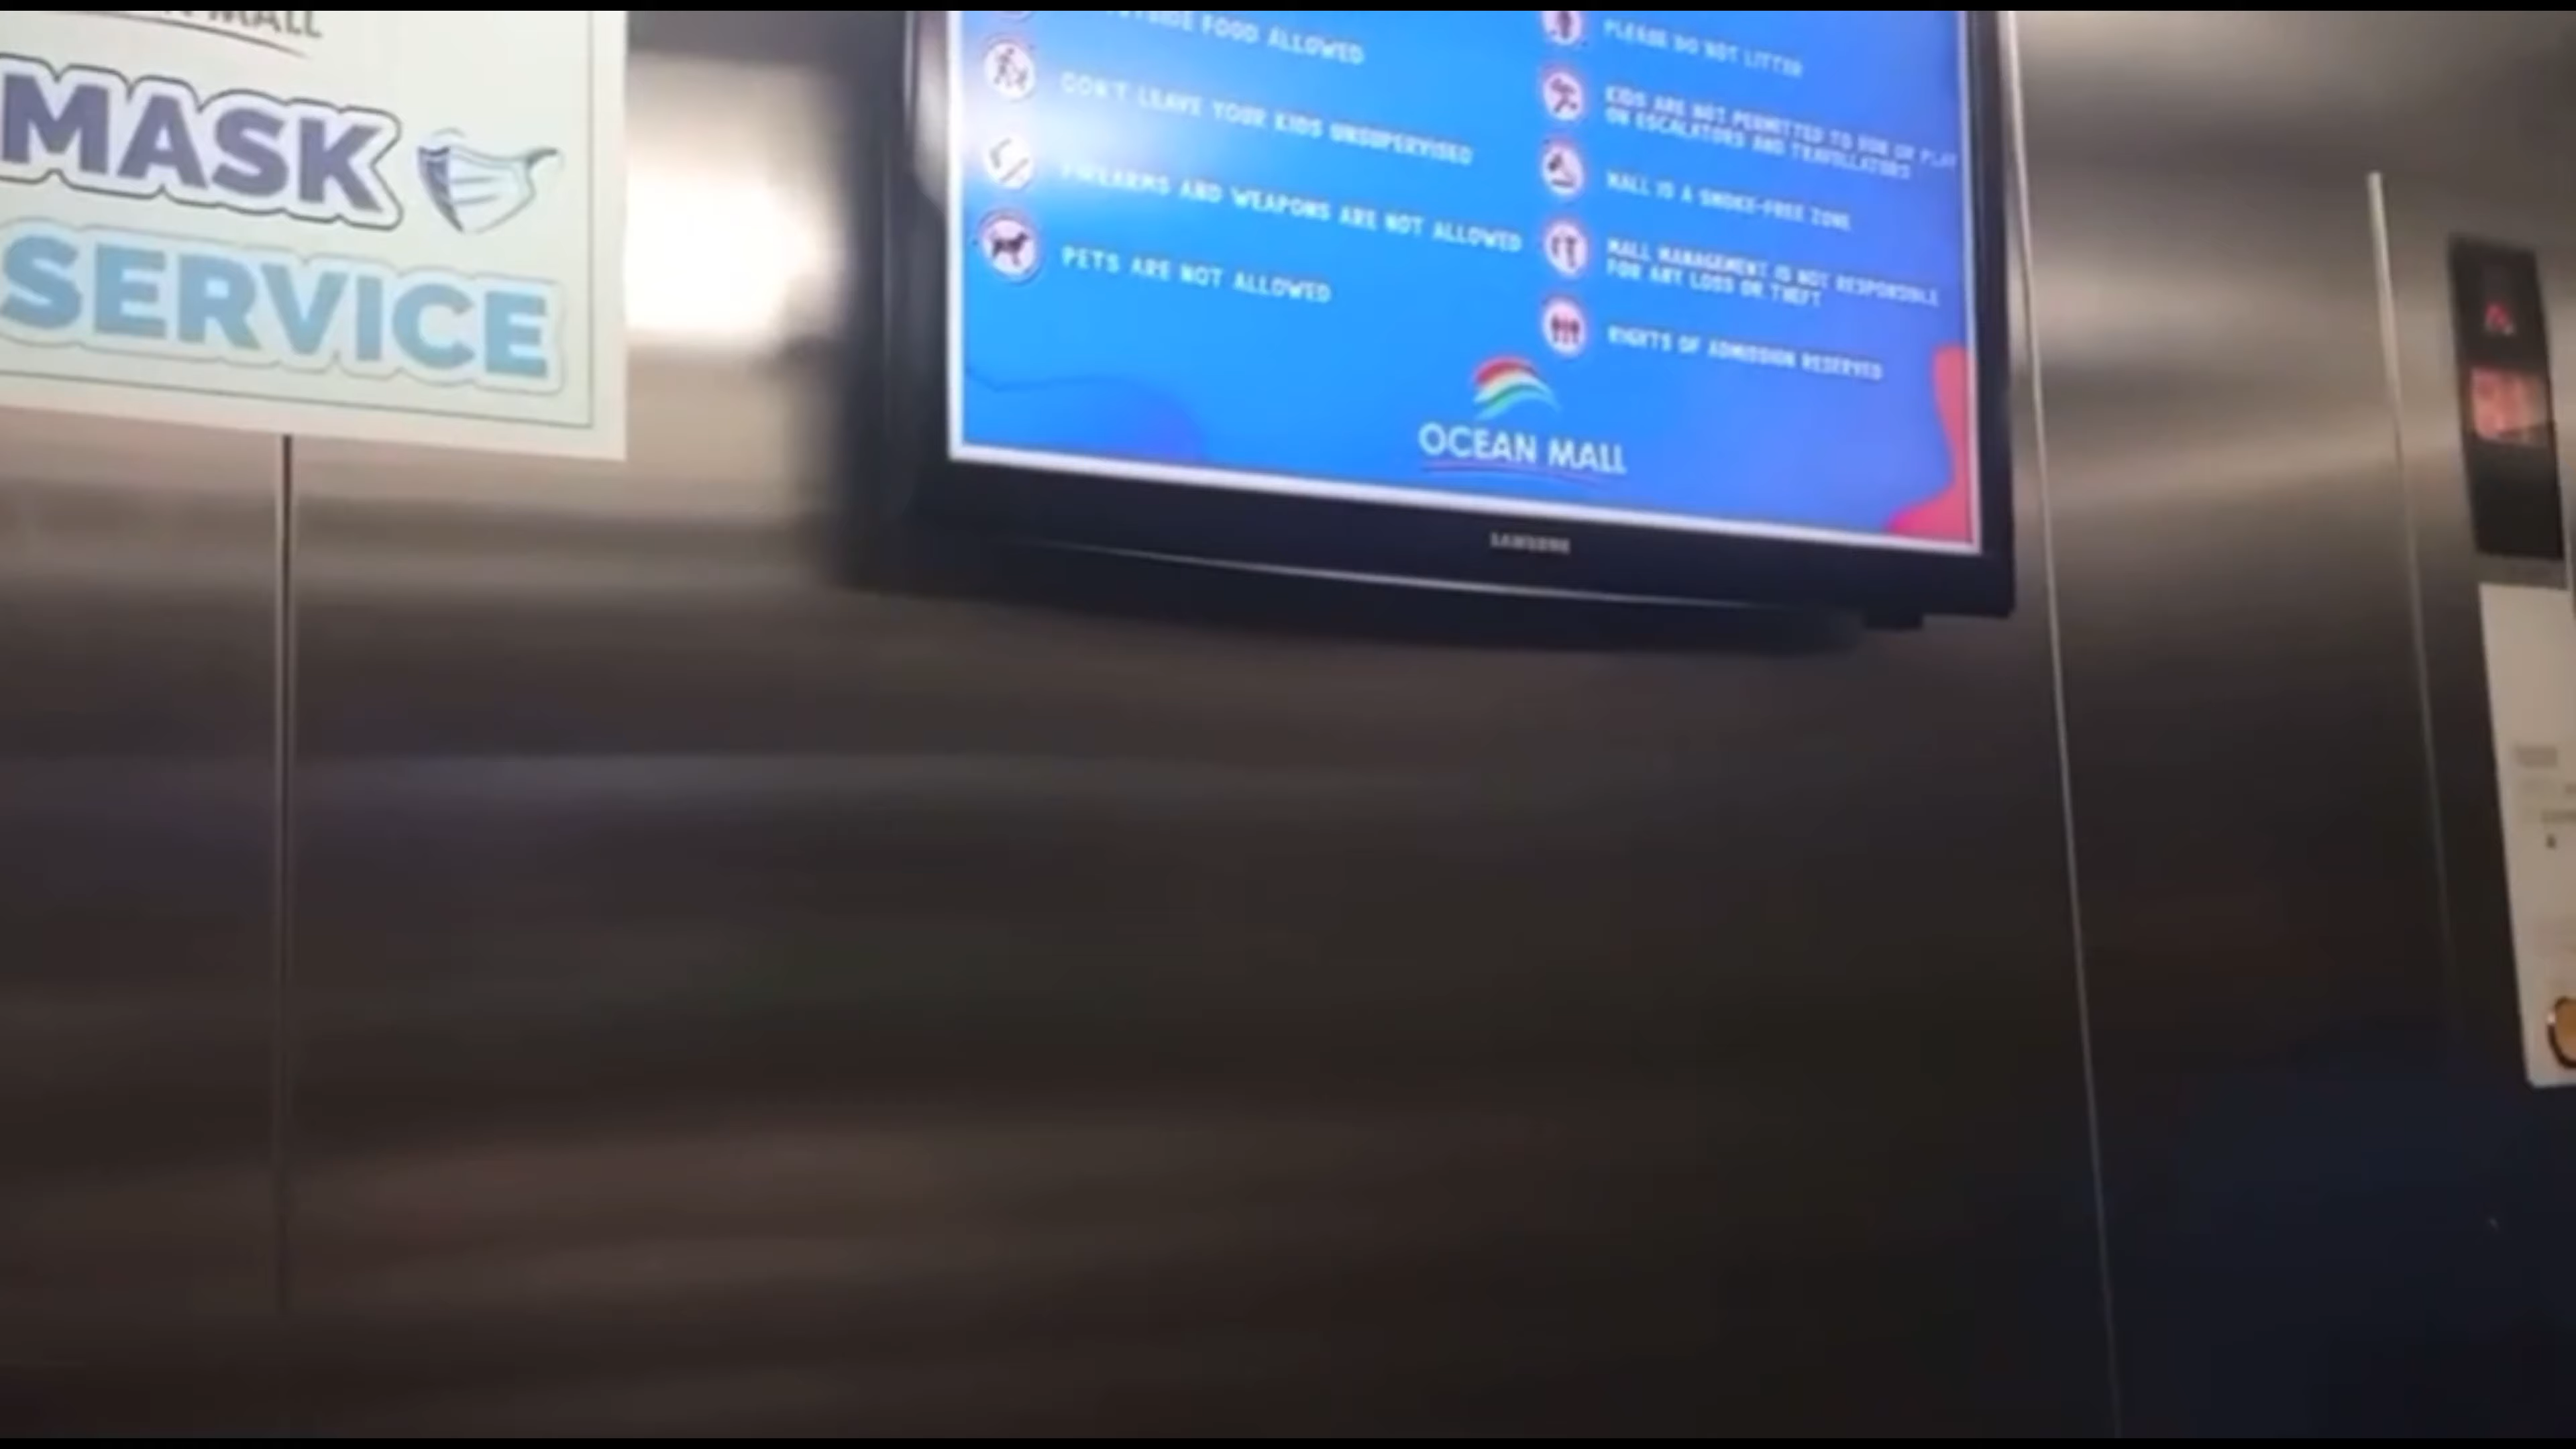 MALL
MASK
SERVICE
FOOD ALLOWED
DON'T LEAVE YOUR KIDS UNSUPERVISED
FIREARMS AND WEAPONS ARE NOT ALLOWED
PETS ARE NOT ALLOWED
PLEASE DO NOT LITTER
KIDS ARE NOT PERMITTED TO RUN OR PLAY
ON ESCALATORS AND TRAVOLLATORS
MALL IS A SMOKE-FREE ZONE
MALL MANAGEMENT IS NOT RESPONSIBLE
FOR ANY LOSS OR THEFT
RIGHTS OF ADMISSION RESERVED
OCEAN MALL
SAMSUNG